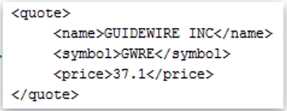 <quote>
<name>GUIDEWIRE INC</name>
<symbol>GWRE</symbol>
<price>37.1</price>
</quote>